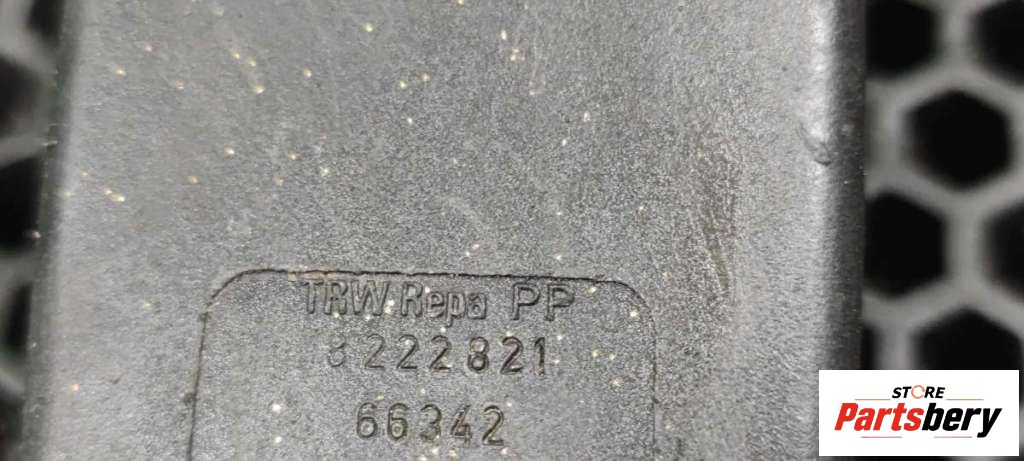 TRW Repa PP
8222821
66342
STORE
Partsbery